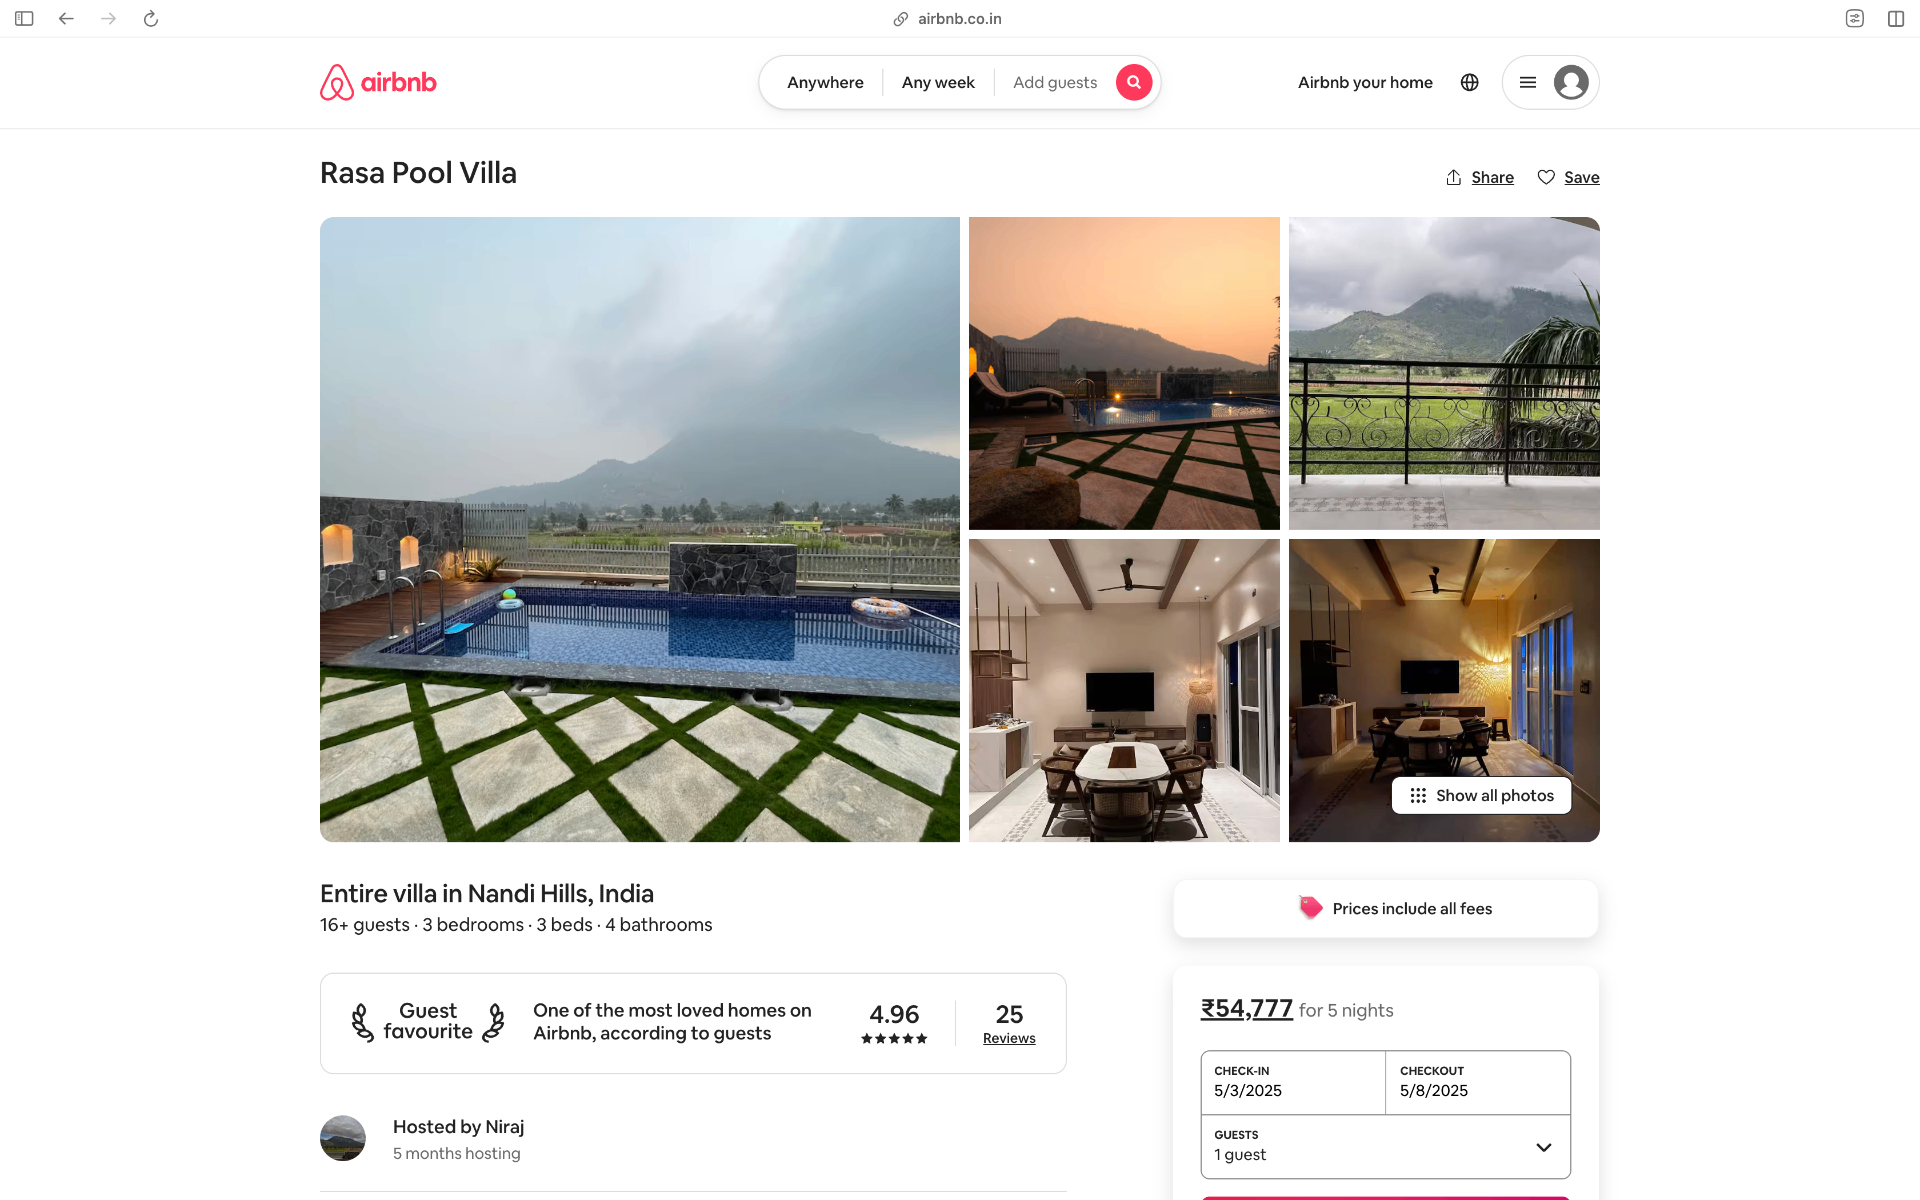 airbnb.co.in
airbnb
Anywhere
Any week
Add guests
Airbnb your home
Rasa Pool Villa
Share
Save
Show all photos
Entire villa in Nandi Hills, India
16+ guests · 3 bedrooms · 3 beds · 4 bathrooms
Guest
favourite
One of the most loved homes on
Airbnb, according to guests
4.96
25
Reviews
Hosted by Niraj
5 months hosting
Prices include all fees
₹54,777 for 5 nights
CHECK-IN
5/3/2025
CHECKOUT
5/8/2025
GUESTS
1 guest